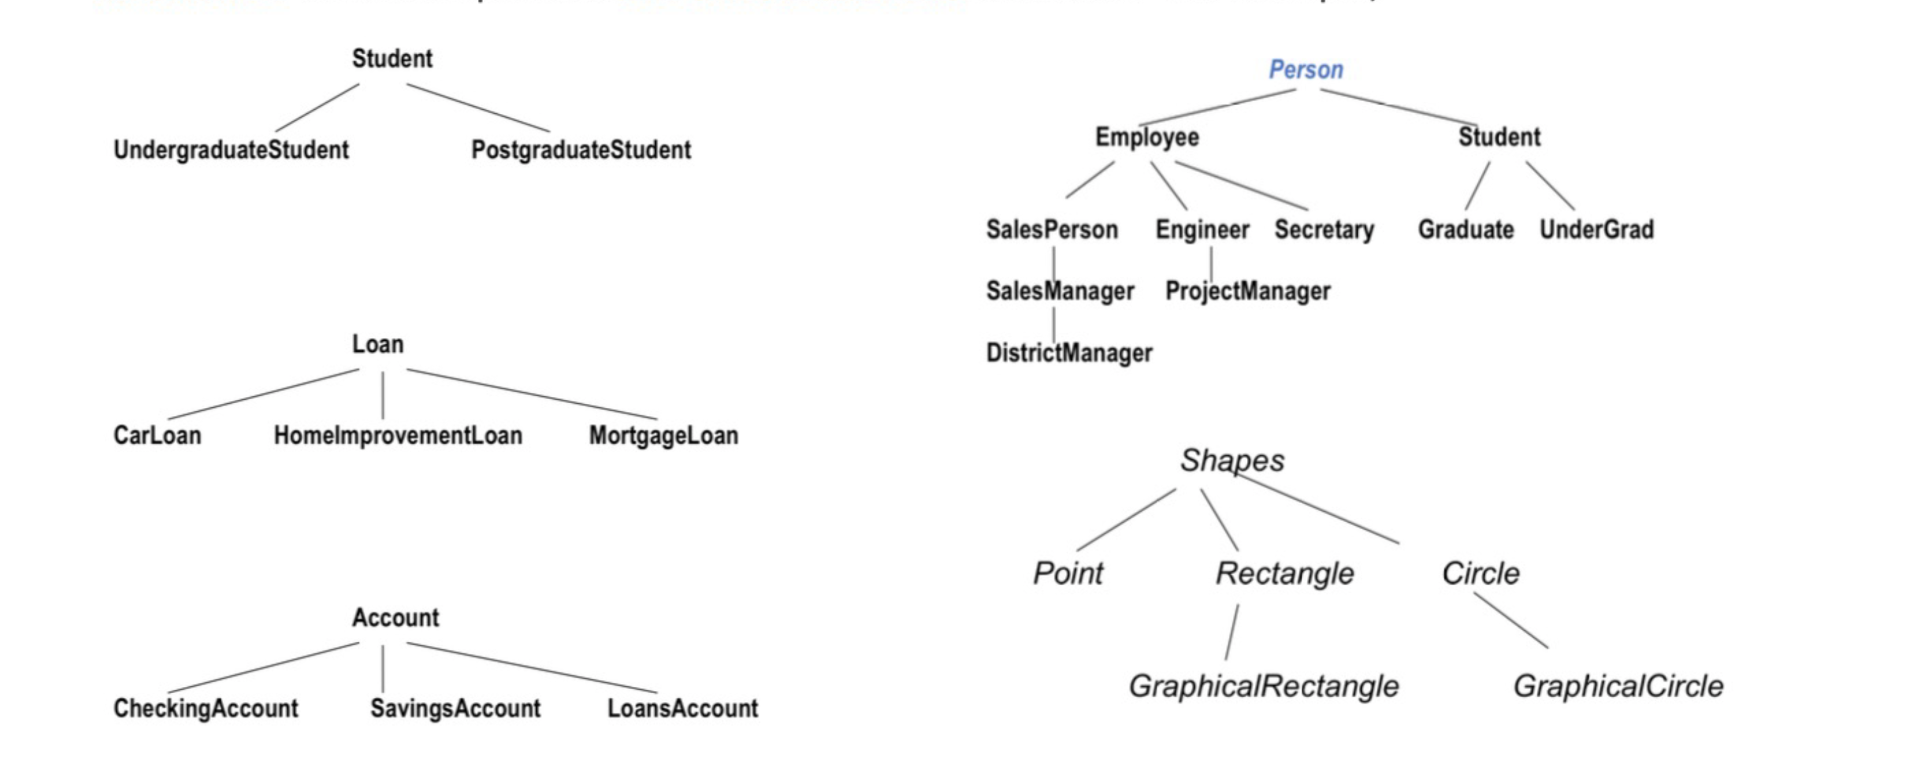 Student
UndergraduateStudent PostgraduateStudent
Loan
CarLoan HomeImprovementLoan MortgageLoan
Account
CheckingAccount SavingsAccount LoansAccount
Person
Employee Student
SalesPerson Engineer Secretary Graduate UnderGrad
SalesManager ProjectManager
DistrictManager
Shapes
Point Rectangle Circle
GraphicalRectangle GraphicalCircle